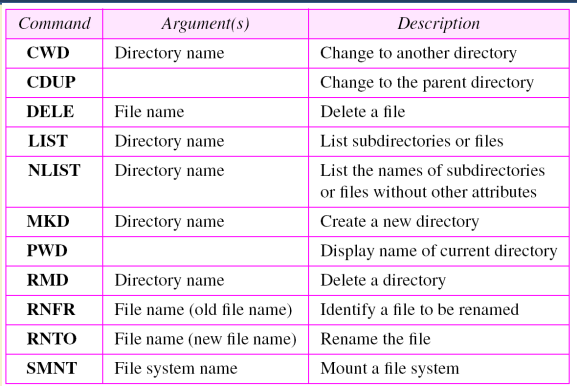 Command Argument(s) Description
CWD Directory name Change to another directory
CDUP Change to the parent directory
DELE File name Delete a file
LIST Directory name List subdirectories or files
NLIST Directory name List the names of subdirectories
or files without other attributes
MKD Directory name Create a new directory
PWD Display name of current directory
RMD Directory name Delete a directory
RNFR File name (old file name) Identify a file to be renamed
RNTO File name (new file name) Rename the file
SMNT File system name Mount a file system